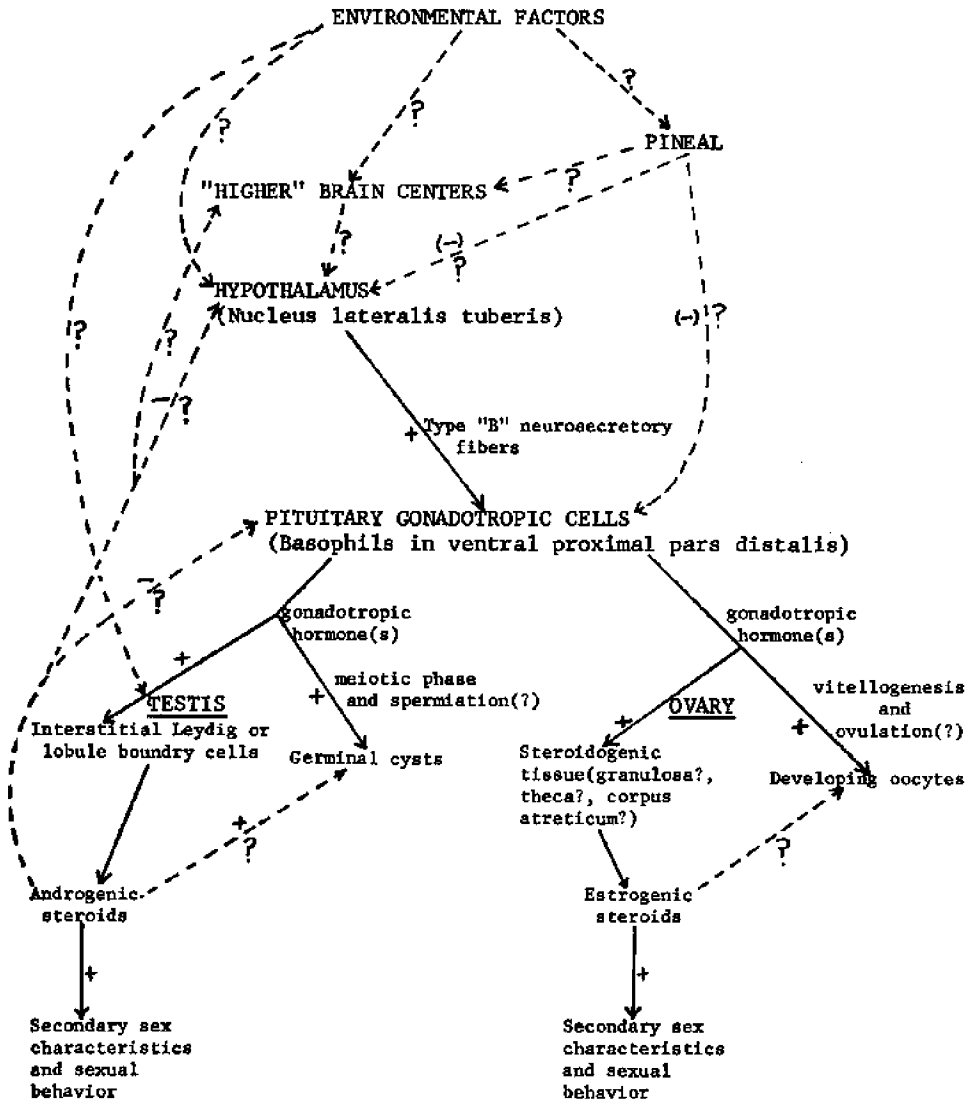 ENVIRONMENTAL FACTORS
?
?
?
PINEAL
?
"HIGHER" BRAIN CENTERS
?
(-)
?
HYPOTHALAMUS
(Nucleus lateralis tuberis)
(-) ?
?
?
- ?
+ Type "B" neurosecretory
fibers
PITUITARY GONADOTROPIC CELLS
(Basophils in ventral proximal pars distalis)
-
?
gonadotropic
hormone(s)
gonadotropic
hormone(s)
+
meiotic phase
+ and spermiation(?)
TESTIS
Interstitial Leydig or
lobule boundry cells
Germinal cysts
OVARY
+
vitellogenesis
and
+ ovulation(?)
Steroidogenic
tissue(granulosa?,
theca?, corpus
atreticum?)
Developing oocytes
+
?
?
Androgenic
steroids
Estrogenic
steroids
+
+
Secondary sex
characteristics
and sexual
behavior
Secondary sex
characteristics
and sexual
behavior